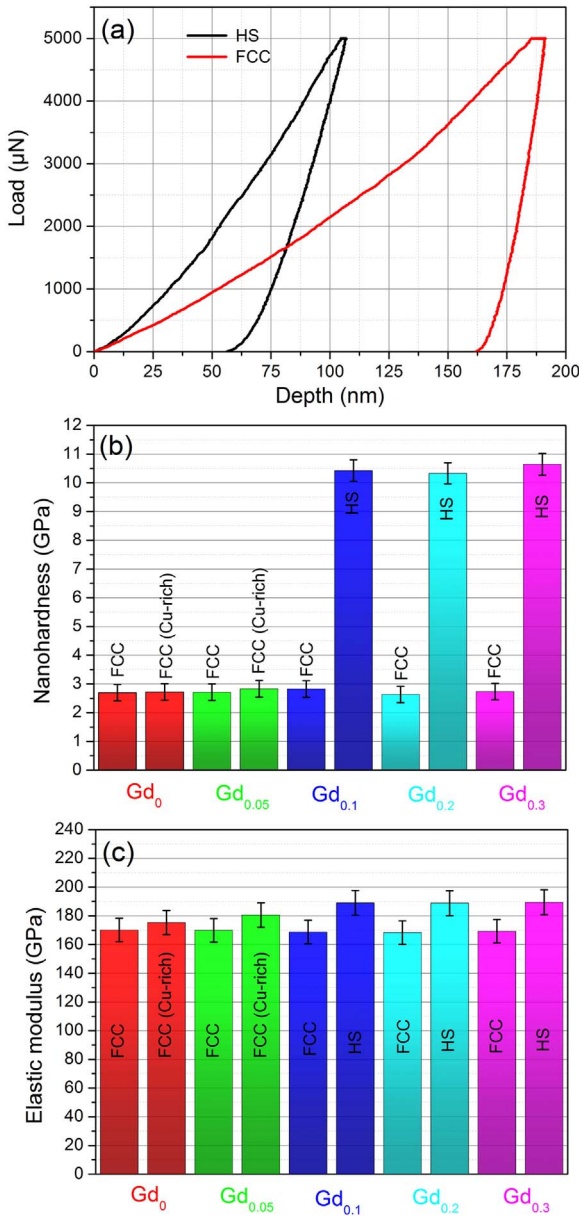 (a)
HS
FCC
5000
4000
3000
2000
1000
0
Load (µN)
0 25 50 75 100 125 150 175 200
Depth (nm)
(b)
12
11
10
9
8
7
6
5
4
3
2
1
0
Nanohardness (GPa)
FCC
FCC (Cu-rich)
FCC
FCC (Cu-rich)
FCC
HS
FCC
HS
FCC
HS
Gd0 Gd0.05 Gd0.1 Gd0.2 Gd0.3
(c)
240
220
200
180
160
140
120
100
80
60
40
20
0
Elastic modulus (GPa)
FCC
FCC (Cu-rich)
FCC
FCC (Cu-rich)
FCC
HS
FCC
HS
FCC
HS
Gd0 Gd0.05 Gd0.1 Gd0.2 Gd0.3